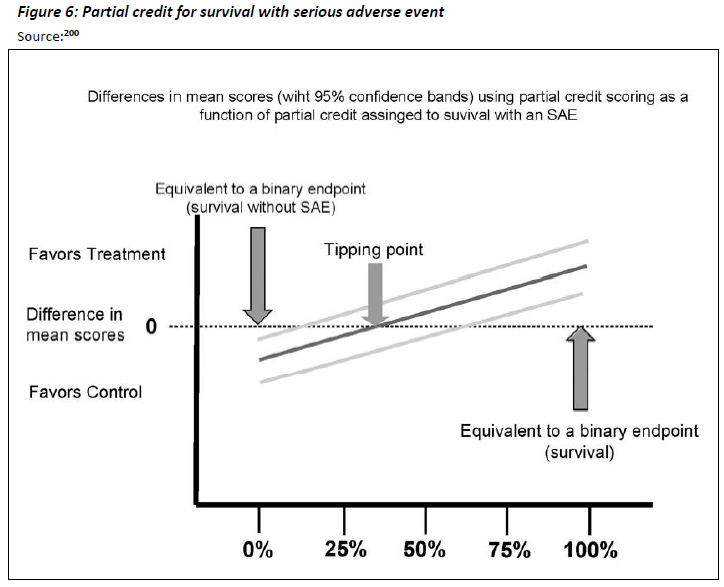 Figure 6: Partial credit for survival with serious adverse event
Source:200
Differences in mean scores (wiht 95% confidence bands) using partial credit scoring as a
function of partial credit assinged to suvival with an SAE
Equivalent to a binary endpoint
(survival without SAE)
Favors Treatment
Tipping point
Difference in
mean scores
0
Favors Control
Equivalent to a binary endpoint
(survival)
0%
25%
50%
75%
100%